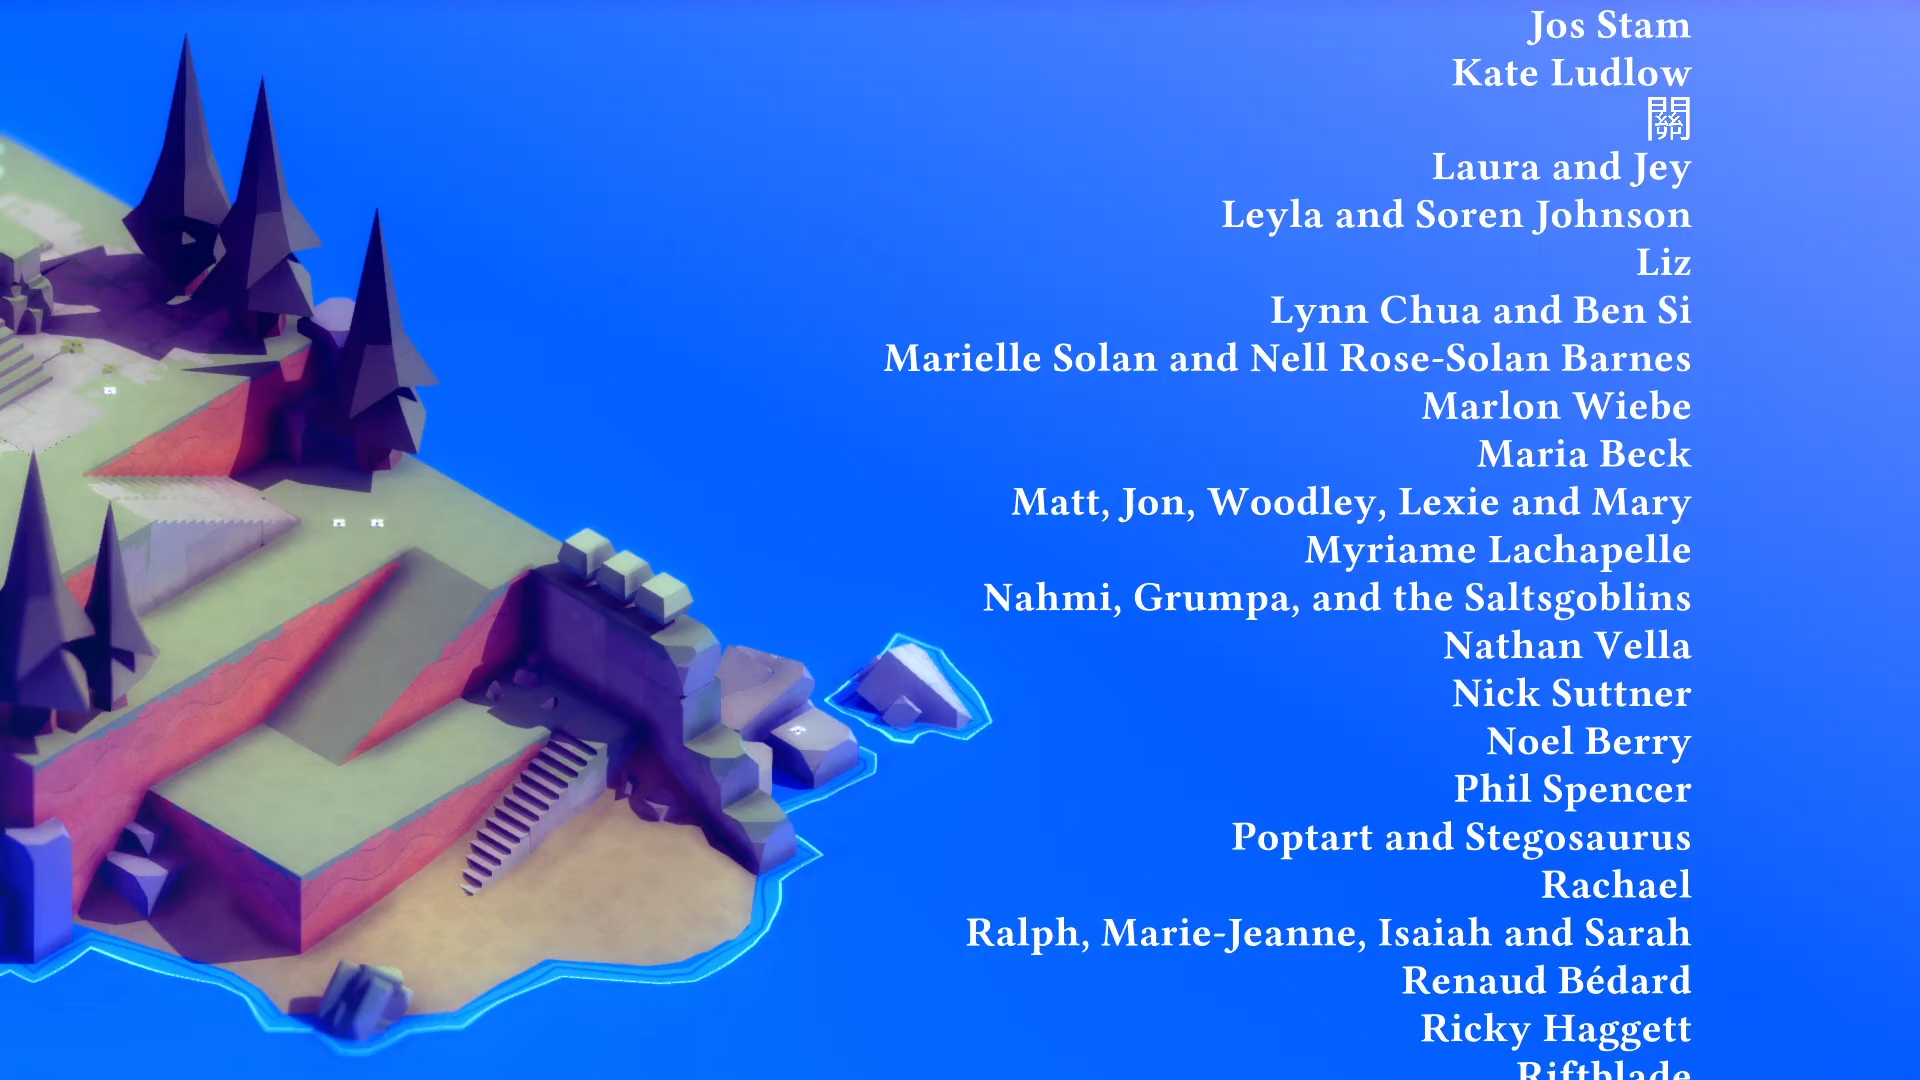 Jos Stam
Kate Ludlow
關
Laura and Jey
Leyla and Soren Johnson
Liz
Lynn Chua and Ben Si
Marielle Solan and Nell Rose-Solan Barnes
Marlon Wiebe
Maria Beck
Matt, Jon, Woodley, Lexie and Mary
Myriame Lachapelle
Nahmi, Grumpa, and the Saltsgoblins
Nathan Vella
Nick Suttner
Noel Berry
Phil Spencer
Poptart and Stegosaurus
Rachael
Ralph, Marie-Jeanne, Isaiah and Sarah
Renaud Bédard
Ricky Haggett
Riftblade